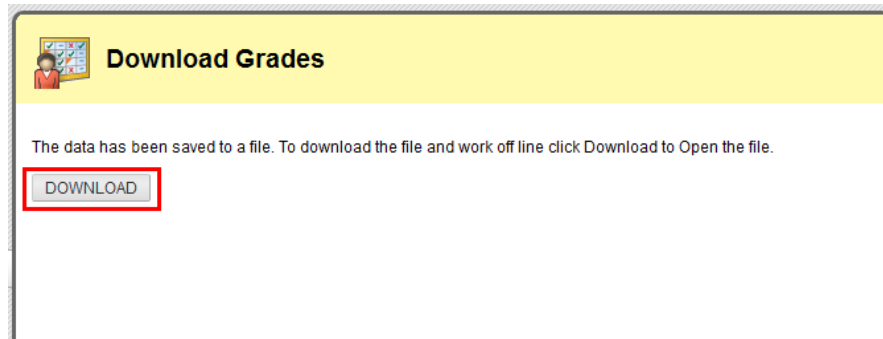 Download Grades
The data has been saved to a file. To download the file and work off line click Download to Open the file.
DOWNLOAD